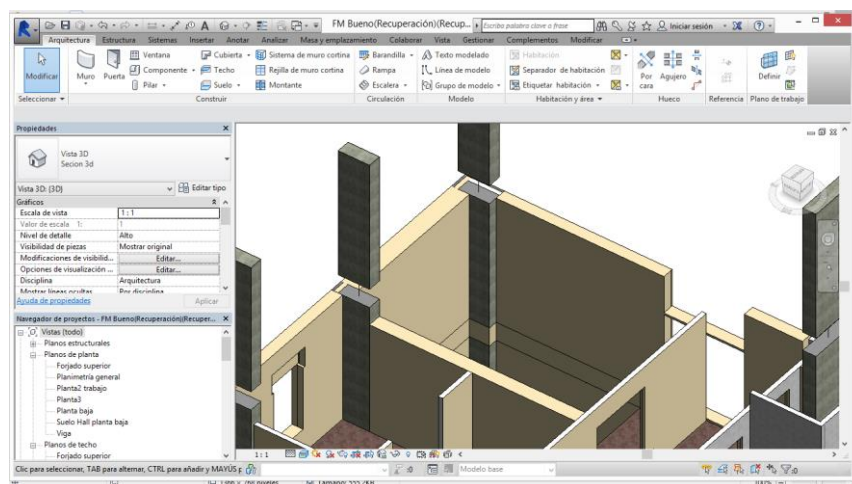 FM Bueno(Recuperación)(Recup...
Escriba palabra clave o frase
Iniciar sesión
Arquitectura Estructura Sistemas Insertar Anotar Analizar Masa y emplazamiento Colaborar Vista Gestionar Complementos Modificar
Modificar
Muro
Puerta
Ventana
Componente
Pilar
Cubierta
Techo
Suelo
Sistema de muro cortina
Rejilla de muro cortina
Montante
Barandilla
Rampa
Escalera
Texto modelado
Línea de modelo
Grupo de modelo
Habitación
Separador de habitación
Etiquetar habitación
Por cara
Agujero
Definir
Seleccionar Construir Circulación Modelo Habitación y área Hueco Referencia Plano de trabajo
Propiedades
Vista 3D
Secion 3d
Vista 3D: {3D} Editar tipo
Gráficos
Escala de vista 1 : 1
Valor de escala 1: 1
Nivel de detalle Alto
Visibilidad de piezas Mostrar original
Modificaciones de visibilid... Editar...
Opciones de visualización ... Editar...
Disciplina Arquitectura
Mostrar líneas ocultas Por disciplina
Ayuda de propiedades Aplicar
Navegador de proyectos - FM Bueno(Recuperación)(Recuper...
Vistas (todo)
Planos estructurales
Planos de planta
Forjado superior
Planimetría general
Planta2 trabajo
Planta3
Planta baja
Suelo Hall planta baja
Viga
Planos de techo
Forjado superior
1 : 1
Clic para seleccionar, TAB para alternar, CTRL para añadir y MAYÚS p
:0
Modelo base
:0
100%